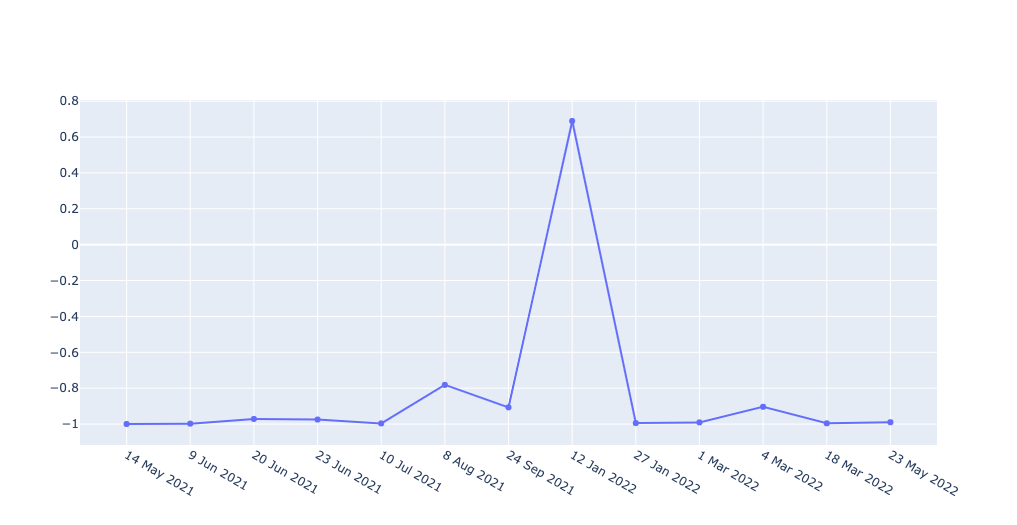 0.8
0.6
0.4
0.2
0
−0.2
−0.4
−0.6
−0.8
−1
14 May 2021
9 Jun 2021
20 Jun 2021
23 Jun 2021
10 Jul 2021
8 Aug 2021
24 Sep 2021
12 Jan 2022
27 Jan 2022
1 Mar 2022
4 Mar 2022
18 Mar 2022
23 May 2022